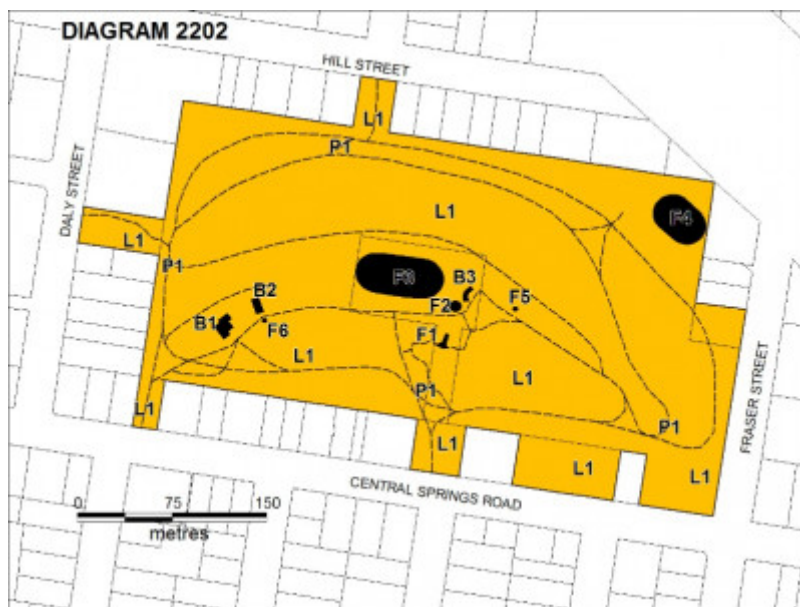 DIAGRAM 2202
HILL STREET
L1
P1
DALY STREET
L1
L1
F4
P1
F3
B3
B2
F2
F5
B1
F6
F1
L1
L1
P1
L1
P1
L1
L1
L1
FRASER STREET
CENTRAL SPRINGS ROAD
0 75 150
metres